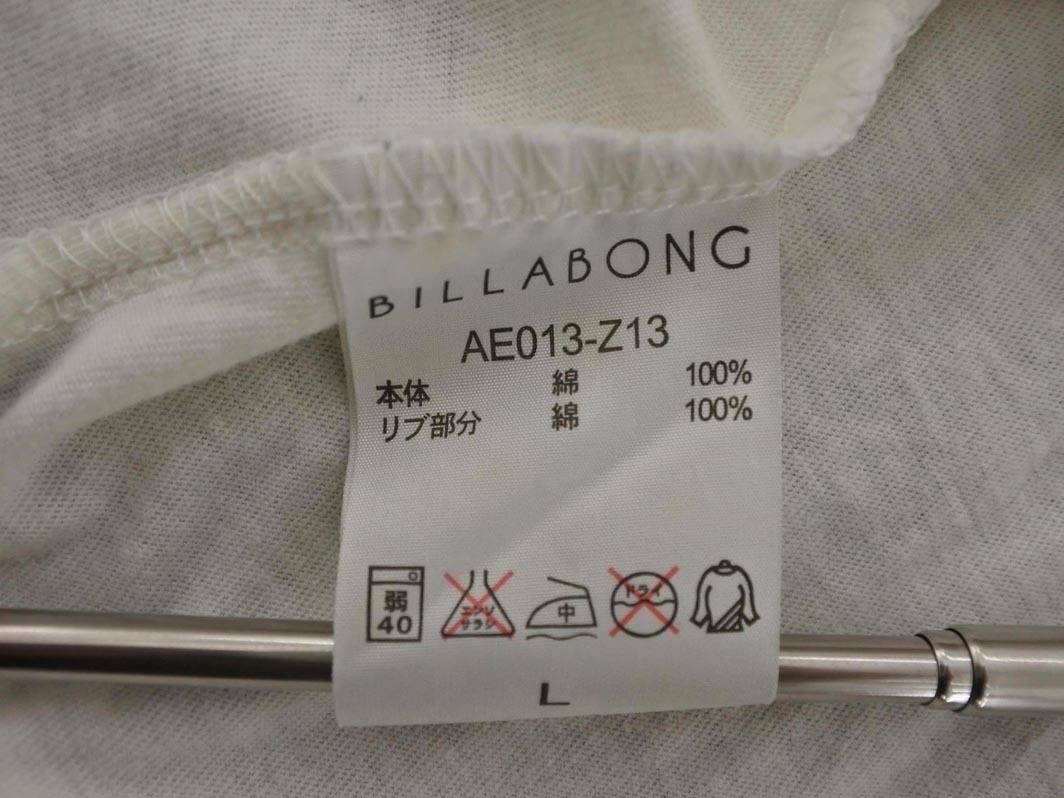 BILLABONG
AE013-Z13
本体 綿 100%
リブ部分 綿 100%
弱 40 エンソ サラシ 中 ドライ
L